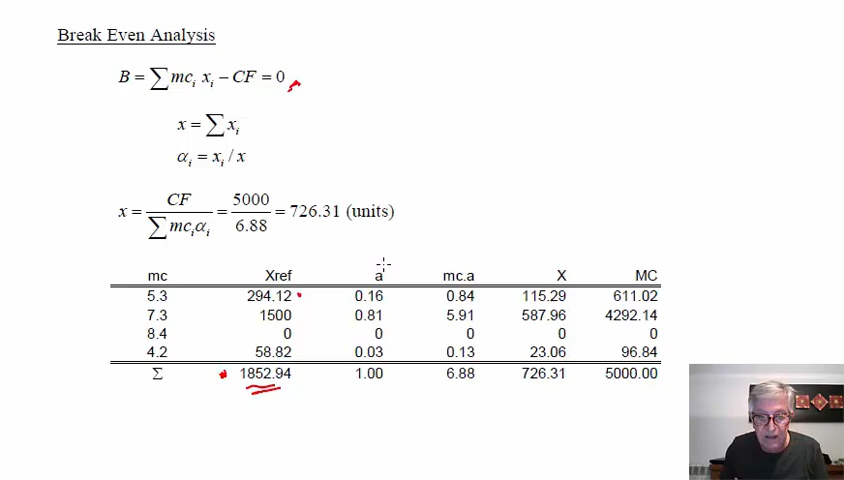 Break Even Analysis
B = ∑ mcᵢ xᵢ – CF = 0
x = ∑ xᵢ
αᵢ = xᵢ / x
x = CF / ∑ mcᵢαᵢ = 5000 / 6.88 = 726.31 (units)
mc Xref a mc.a X MC
5.3 294.12 0.16 0.84 115.29 611.02
7.3 1500 0.81 5.91 587.96 4292.14
8.4 0 0 0 0 0
4.2 58.82 0.03 0.13 23.06 96.84
Σ 1852.94 1.00 6.88 726.31 5000.00